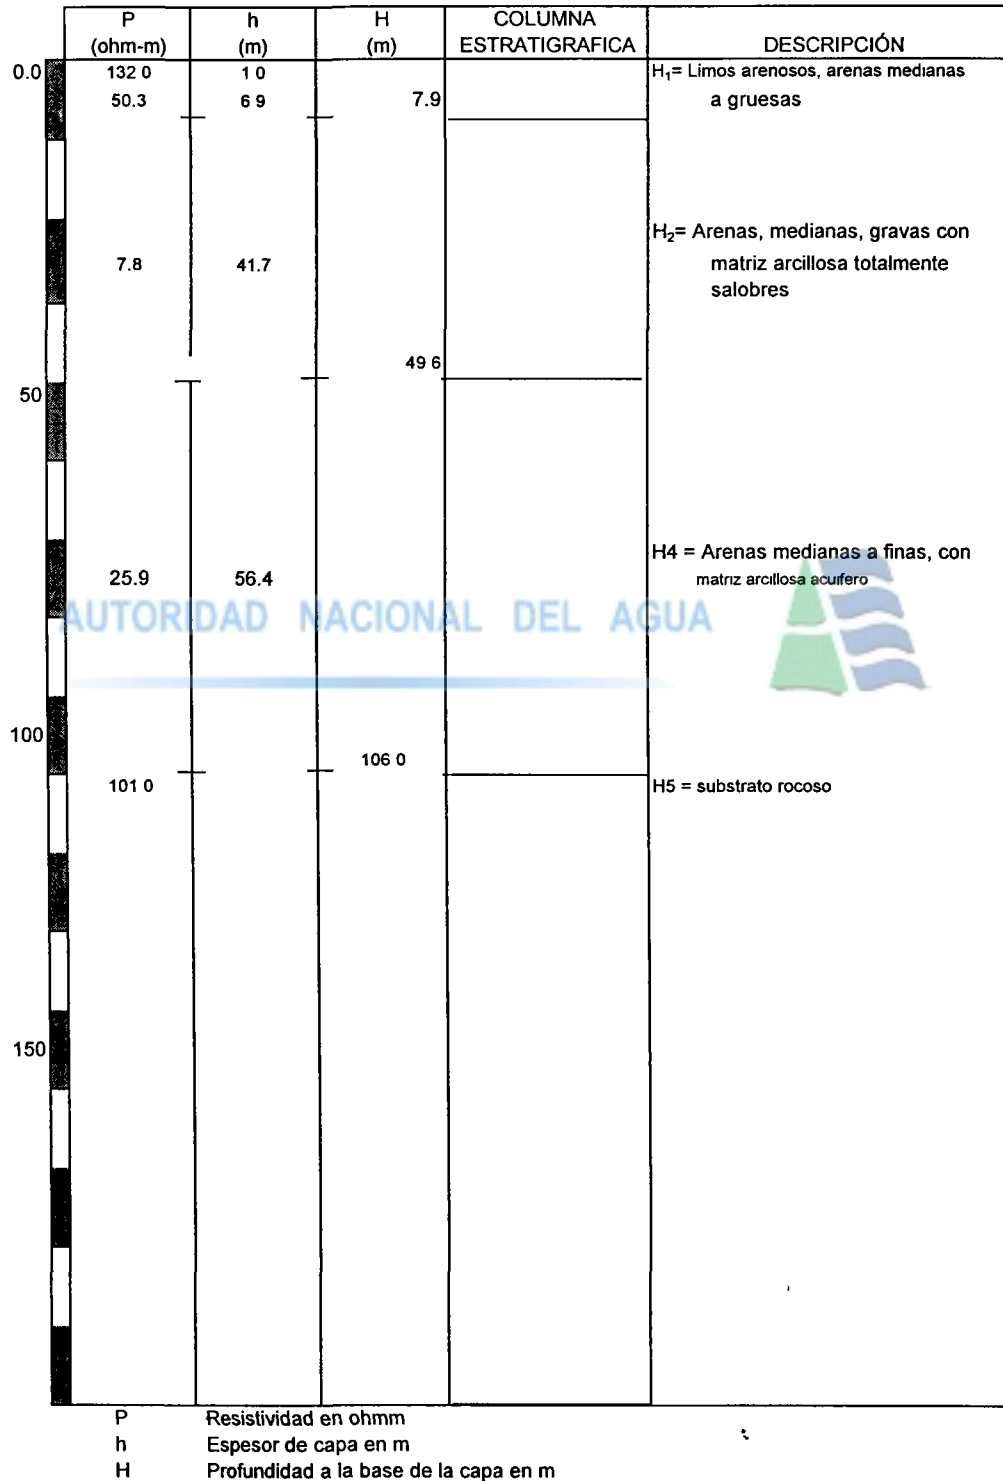 P h H COLUMNA
(ohm-m) (m) (m) ESTRATIGRAFICA DESCRIPCIÓN
0.0 132 0 1 0 H₁= Limos arenosos, arenas medianas
50.3 6 9 7.9 a gruesas
H₂= Arenas, medianas, gravas con
7.8 41.7 matriz arcillosa totalmente
salobres
49 6
50
H4 = Arenas medianas a finas, con
25.9 56.4 matriz arcillosa acuifero
AUTORIDAD NACIONAL DEL AGUA
100
106 0
101 0 H5 = substrato rocoso
150
P Resistividad en ohmm
h Espesor de capa en m
H Profundidad a la base de la capa en m